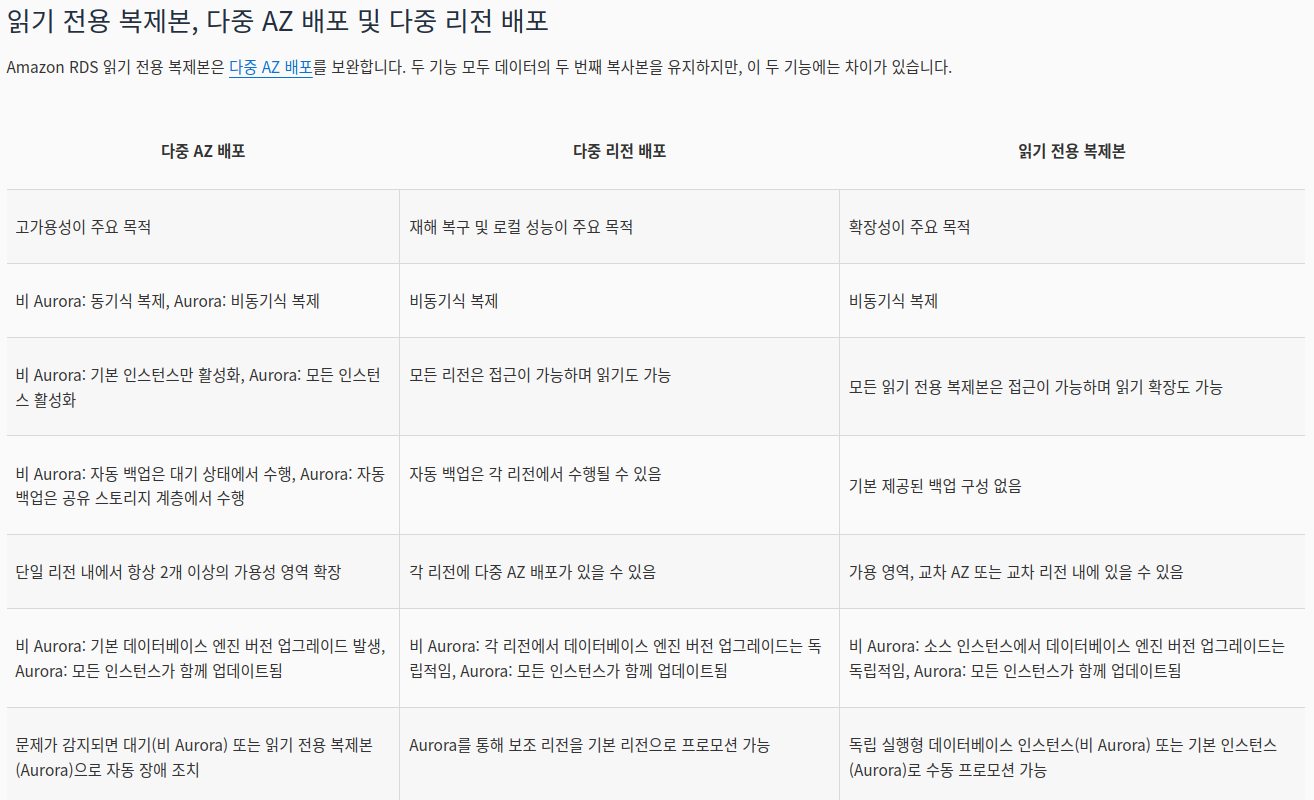 읽기 전용 복제본, 다중 AZ 배포 및 다중 리전 배포
Amazon RDS 읽기 전용 복제본은 다중 AZ 배포를 보완합니다. 두 기능 모두 데이터의 두 번째 복사본을 유지하지만, 이 두 기능에는 차이가 있습니다.
다중 AZ 배포
다중 리전 배포
읽기 전용 복제본
고가용성이 주요 목적
재해 복구 및 로컬 성능이 주요 목적
확장성이 주요 목적
비 Aurora: 동기식 복제, Aurora: 비동기식 복제
비동기식 복제
비동기식 복제
비 Aurora: 기본 인스턴스만 활성화, Aurora: 모든 인스턴
스 활성화
모든 리전은 접근이 가능하며 읽기도 가능
모든 읽기 전용 복제본은 접근이 가능하며 읽기 확장도 가능
비 Aurora: 자동 백업은 대기 상태에서 수행, Aurora: 자동
백업은 공유 스토리지 계층에서 수행
자동 백업은 각 리전에서 수행될 수 있음
기본 제공된 백업 구성 없음
단일 리전 내에서 항상 2개 이상의 가용성 영역 확장
각 리전에 다중 AZ 배포가 있을 수 있음
가용 영역, 교차 AZ 또는 교차 리전 내에 있을 수 있음
비 Aurora: 기본 데이터베이스 엔진 버전 업그레이드 발생,
Aurora: 모든 인스턴스가 함께 업데이트됨
비 Aurora: 각 리전에서 데이터베이스 엔진 버전 업그레이드는 독
립적임, Aurora: 모든 인스턴스가 함께 업데이트됨
비 Aurora: 소스 인스턴스에서 데이터베이스 엔진 버전 업그레이드는
독립적임, Aurora: 모든 인스턴스가 함께 업데이트됨
문제가 감지되면 대기(비 Aurora) 또는 읽기 전용 복제본
(Aurora)으로 자동 장애 조치
Aurora를 통해 보조 리전을 기본 리전으로 프로모션 가능
독립 실행형 데이터베이스 인스턴스(비 Aurora) 또는 기본 인스턴스
(Aurora)로 수동 프로모션 가능